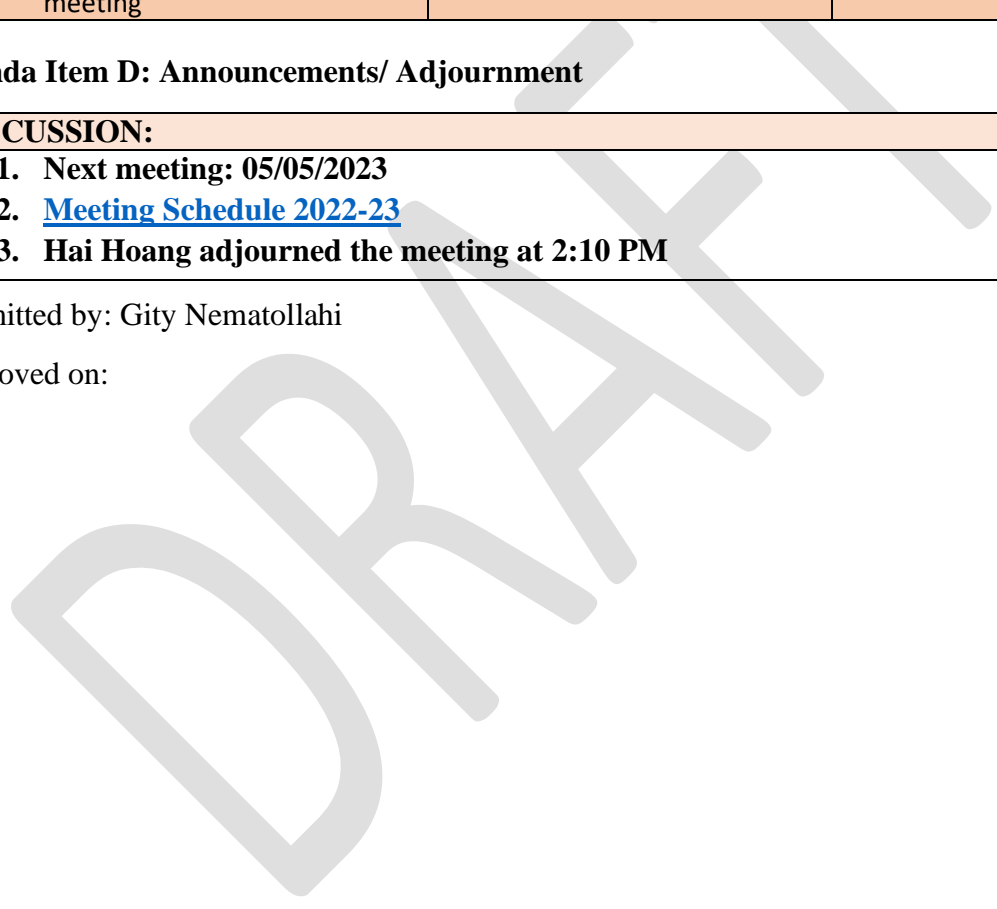 meeting
nda Item D: Announcements/ Adjournment
CUSSION:
1. Next meeting: 05/05/2023
2. Meeting Schedule 2022-23
3. Hai Hoang adjourned the meeting at 2:10 PM
nitted by: Gity Nematollahi
oved on:
DRAFT